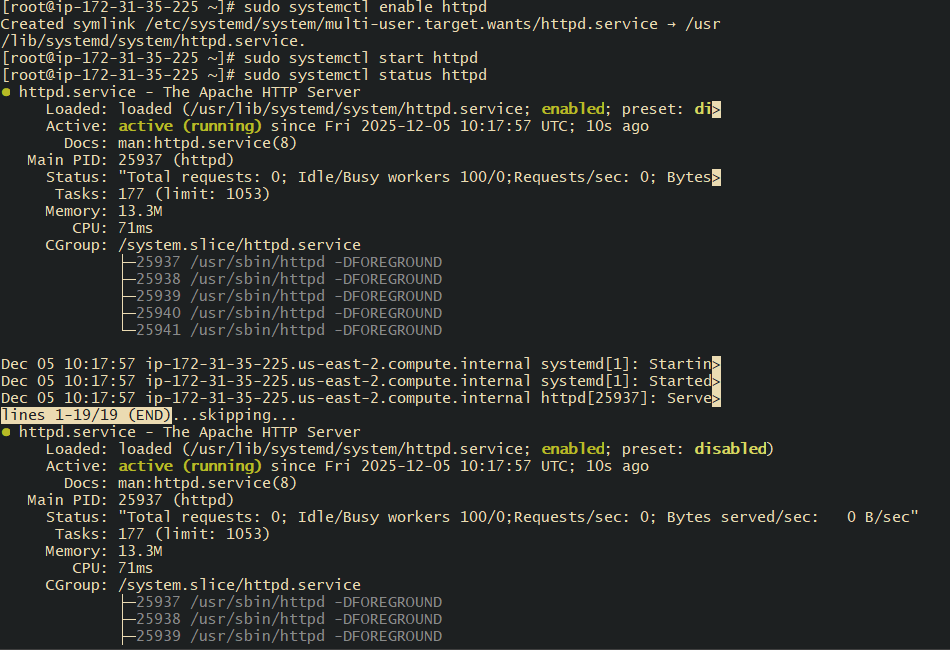 [root@ip-172-31-35-225 ~]# sudo systemctl enable httpd
Created symlink /etc/systemd/system/multi-user.target.wants/httpd.service → /usr
/lib/systemd/system/httpd.service.
[root@ip-172-31-35-225 ~]# sudo systemctl start httpd
[root@ip-172-31-35-225 ~]# sudo systemctl status httpd
● httpd.service - The Apache HTTP Server
     Loaded: loaded (/usr/lib/systemd/system/httpd.service; enabled; preset: di>
     Active: active (running) since Fri 2025-12-05 10:17:57 UTC; 10s ago
       Docs: man:httpd.service(8)
   Main PID: 25937 (httpd)
     Status: "Total requests: 0; Idle/Busy workers 100/0;Requests/sec: 0; Bytes>
      Tasks: 177 (limit: 1053)
     Memory: 13.3M
        CPU: 71ms
     CGroup: /system.slice/httpd.service
             ├─25937 /usr/sbin/httpd -DFOREGROUND
             ├─25938 /usr/sbin/httpd -DFOREGROUND
             ├─25939 /usr/sbin/httpd -DFOREGROUND
             ├─25940 /usr/sbin/httpd -DFOREGROUND
             └─25941 /usr/sbin/httpd -DFOREGROUND
Dec 05 10:17:57 ip-172-31-35-225.us-east-2.compute.internal systemd[1]: Startin>
Dec 05 10:17:57 ip-172-31-35-225.us-east-2.compute.internal systemd[1]: Started>
Dec 05 10:17:57 ip-172-31-35-225.us-east-2.compute.internal httpd[25937]: Serve>
lines 1-19/19 (END)...skipping...
● httpd.service - The Apache HTTP Server
     Loaded: loaded (/usr/lib/systemd/system/httpd.service; enabled; preset: disabled)
     Active: active (running) since Fri 2025-12-05 10:17:57 UTC; 10s ago
       Docs: man:httpd.service(8)
   Main PID: 25937 (httpd)
     Status: "Total requests: 0; Idle/Busy workers 100/0;Requests/sec: 0; Bytes served/sec:   0 B/sec"
      Tasks: 177 (limit: 1053)
     Memory: 13.3M
        CPU: 71ms
     CGroup: /system.slice/httpd.service
             ├─25937 /usr/sbin/httpd -DFOREGROUND
             ├─25938 /usr/sbin/httpd -DFOREGROUND
             ├─25939 /usr/sbin/httpd -DFOREGROUND